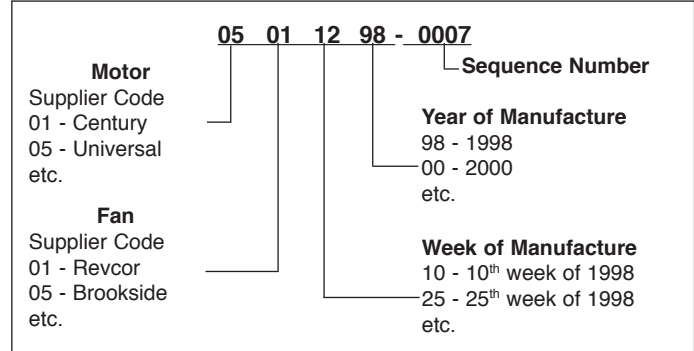 05 01 12 98 - 0007
Sequence Number
Motor
Supplier Code
01 - Century
05 - Universal
etc.
Year of Manufacture
98 - 1998
00 - 2000
etc.
Fan
Supplier Code
01 - Revcor
05 - Brookside
etc.
Week of Manufacture
10 - 10th week of 1998
25 - 25th week of 1998
etc.